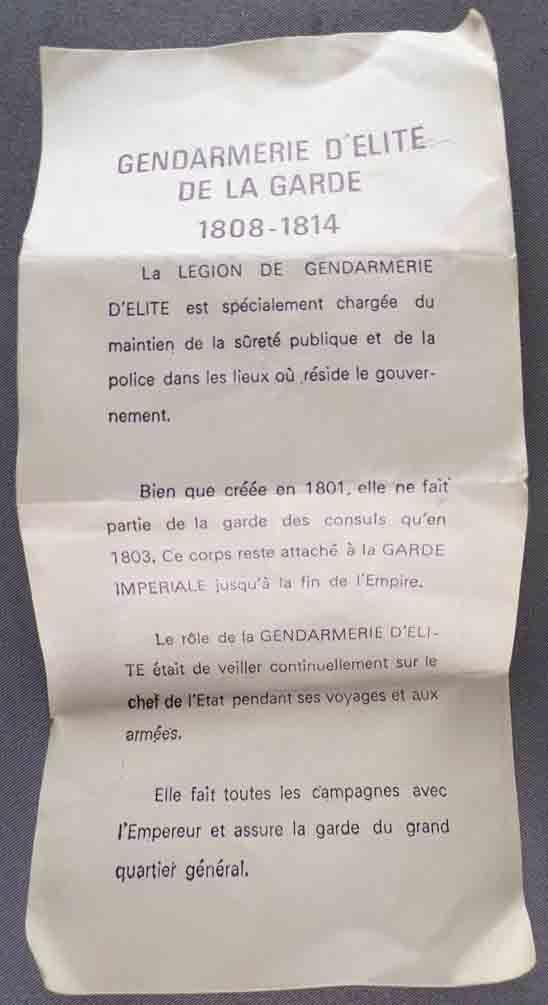 GENDARMERIE D'ELITE
DE LA GARDE
1808-1814
La LEGION DE GENDARMERIE
D'ELITE est spécialement chargée du
maintien de la sûreté publique et de la
police dans les lieux où réside le gouver-
nement.
Bien que créée en 1801, elle ne fait
partie de la garde des consuls qu'en
1803. Ce corps reste attaché à la GARDE
IMPERIALE jusqu'à la fin de l'Empire.
Le rôle de la GENDARMERIE D'ELI-
TE était de veiller continuellement sur le
chef de l'Etat pendant ses voyages et aux
armées.
Elle fait toutes les campagnes avec
l'Empereur et assure la garde du grand
quartier général.